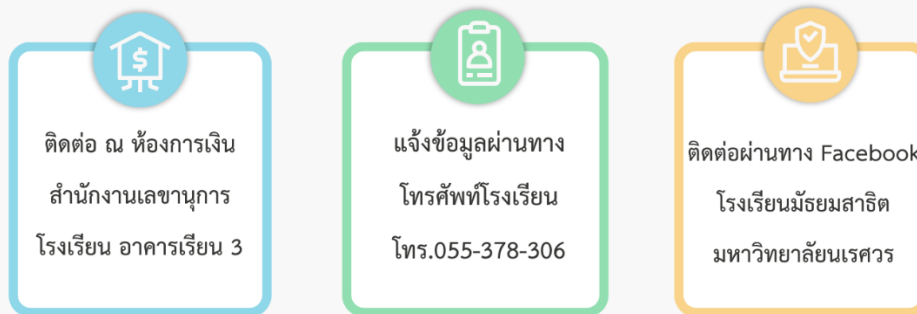 ติดต่อ ณ ห้องการเงิน
สำนักงานเลขานุการ
โรงเรียน อาคารเรียน 3
แจ้งข้อมูลผ่านทาง
โทรศัพท์โรงเรียน
โทร.055-378-306
ติดต่อผ่านทาง Facebook
โรงเรียนมัธยมสาธิต
มหาวิทยาลัยนเรศวร